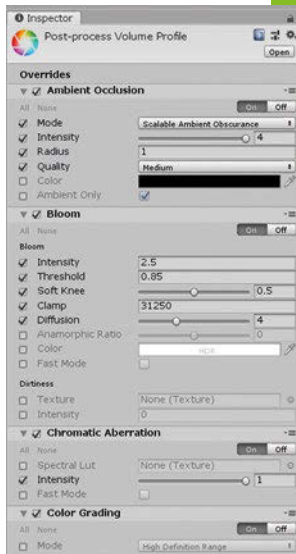 Inspector
Post-process Volume Profile
Open
Overrides
Ambient Occlusion
All None On Off
Mode Scalable Ambient Obscurance
Intensity 4
Radius 1
Quality Medium
Color
Ambient Only
Bloom
All None On Off
Bloom
Intensity 2.5
Threshold 0.85
Soft Knee 0.5
Clamp 31250
Diffusion 4
Anamorphic Ratio 0
Color HDR
Fast Mode
Dirtiness
Texture None (Texture)
Intensity 0
Chromatic Aberration
All None On Off
Spectral Lut None (Texture)
Intensity 1
Fast Mode
Color Grading
All None On Off
Mode High Definition Range